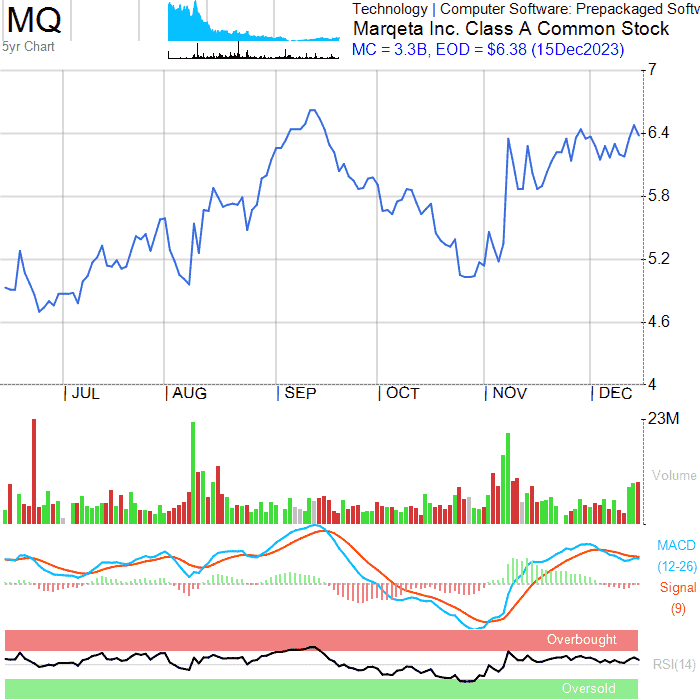 MQ
5yr Chart
Technology | Computer Software: Prepackaged Softw
Marqeta Inc. Class A Common Stock
MC = 3.3B, EOD = $6.38 (15Dec2023)
7
6.4
5.8
5.2
4.6
4
| JUL | AUG | SEP | OCT | NOV | DEC
23M
Volume
MACD
(12-26)
Signal
(9)
Overbought
RSI(14)
Oversold